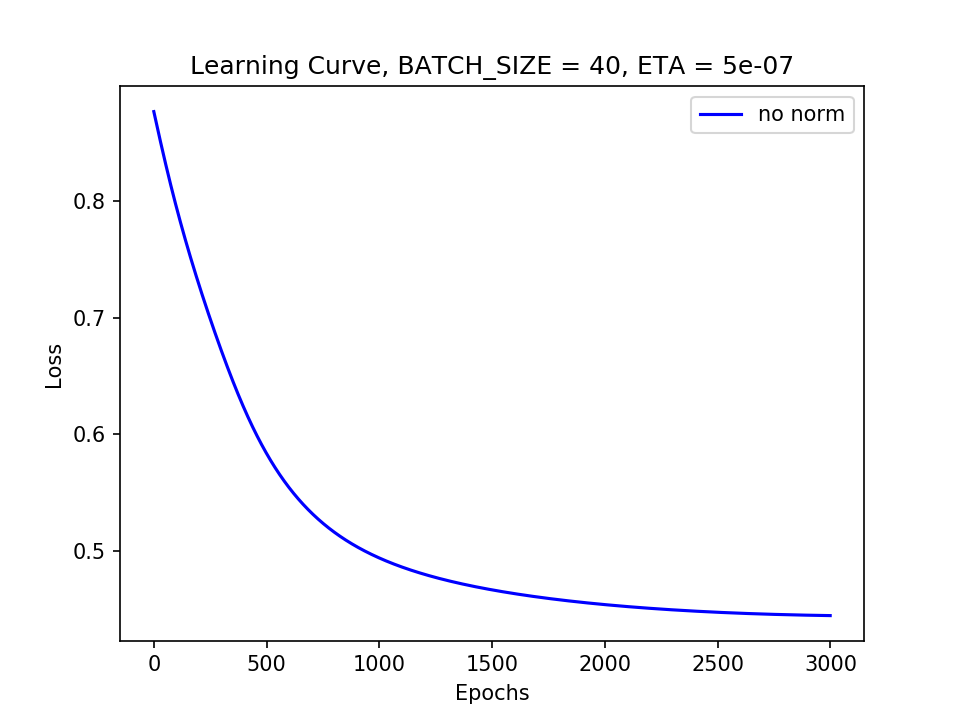 Learning Curve, BATCH_SIZE = 40, ETA = 5e-07
no norm
0.8
0.7
0.6
0.5
Loss
0 500 1000 1500 2000 2500 3000
Epochs